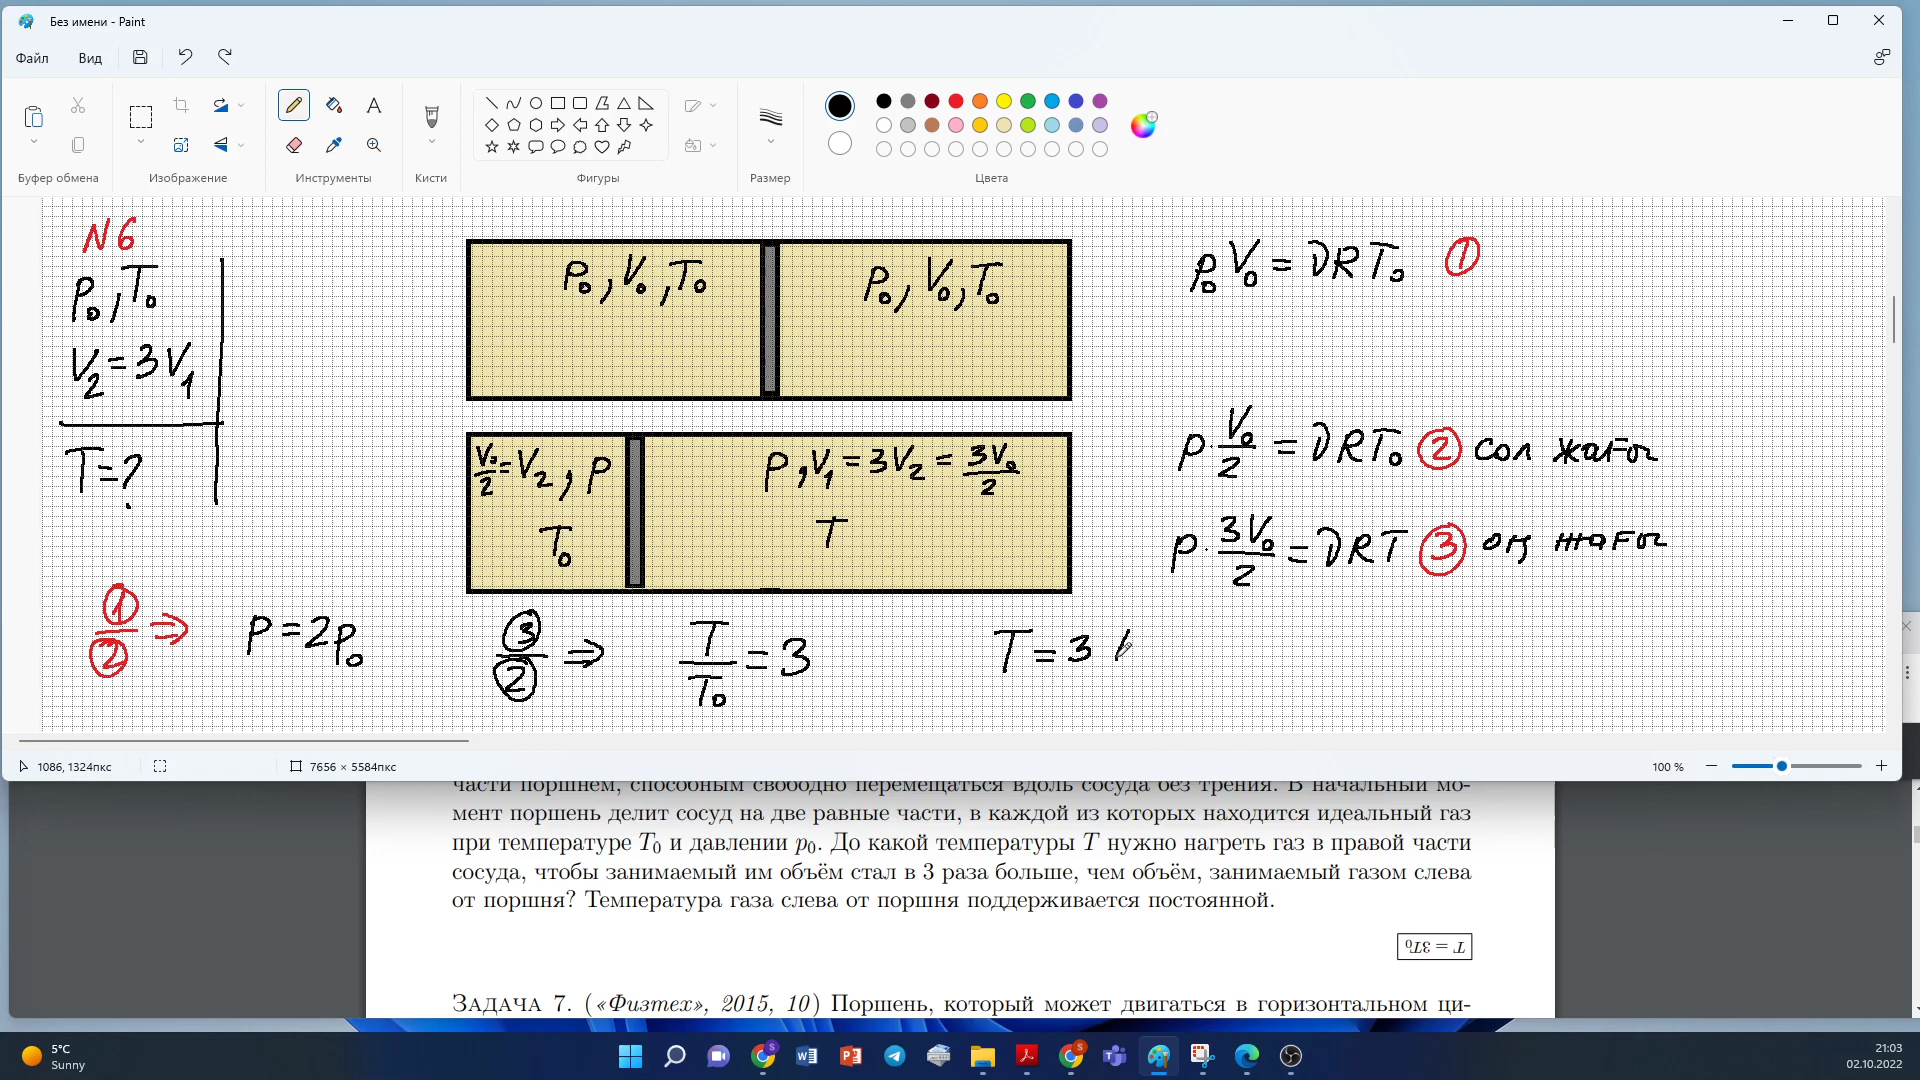 Без имени - Paint
Файл Вид
Буфер обмена
Изображение
Инструменты
Кисти
Фигуры
Размер
Цвета
N6
p₀, T₀
V₂ = 3V₁
T = ?
p₀, V₀, T₀
p₀, V₀, T₀
p₀V₀ = νRT₀ ①
V₀/2 = V₂, p
T₀
p, V₁ = 3V₂ = 3V₀/2
T
p · V₀/2 = νRT₀ ② сол жағы
p · 3V₀/2 = νRT ③ оң жағы
①/② ⇒ p = 2p₀
③/② ⇒ T/T₀ = 3
T = 3
1086, 1324пкс
7656 × 5584пкс
100 %
части поршнем, способным свободно перемещаться вдоль сосуда без трения. В начальный мо-
мент поршень делит сосуд на две равные части, в каждой из которых находится идеальный газ
при температуре T₀ и давлении p₀. До какой температуры T нужно нагреть газ в правой части
сосуда, чтобы занимаемый им объём стал в 3 раза больше, чем объём, занимаемый газом слева
от поршня? Температура газа слева от поршня поддерживается постоянной.
T = 3T₀
Задача 7. («Физтех», 2015, 10) Поршень, который может двигаться в горизонтальном ци-
5°C
Sunny
21:03
02.10.2022